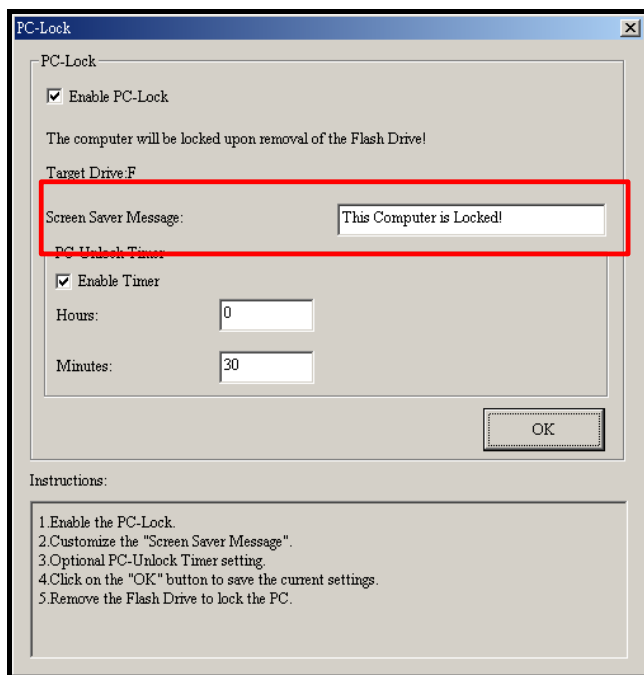 PC-Lock
PC-Lock
Enable PC-Lock
The computer will be locked upon removal of the Flash Drive!
Target Drive:F
Screen Saver Message: This Computer is Locked!
PC-Unlock Timer
Enable Timer
Hours: 0
Minutes: 30
OK
Instructions:
1.Enable the PC-Lock.
2.Customize the "Screen Saver Message".
3.Optional PC-Unlock Timer setting.
4.Click on the "OK" button to save the current settings.
5.Remove the Flash Drive to lock the PC.